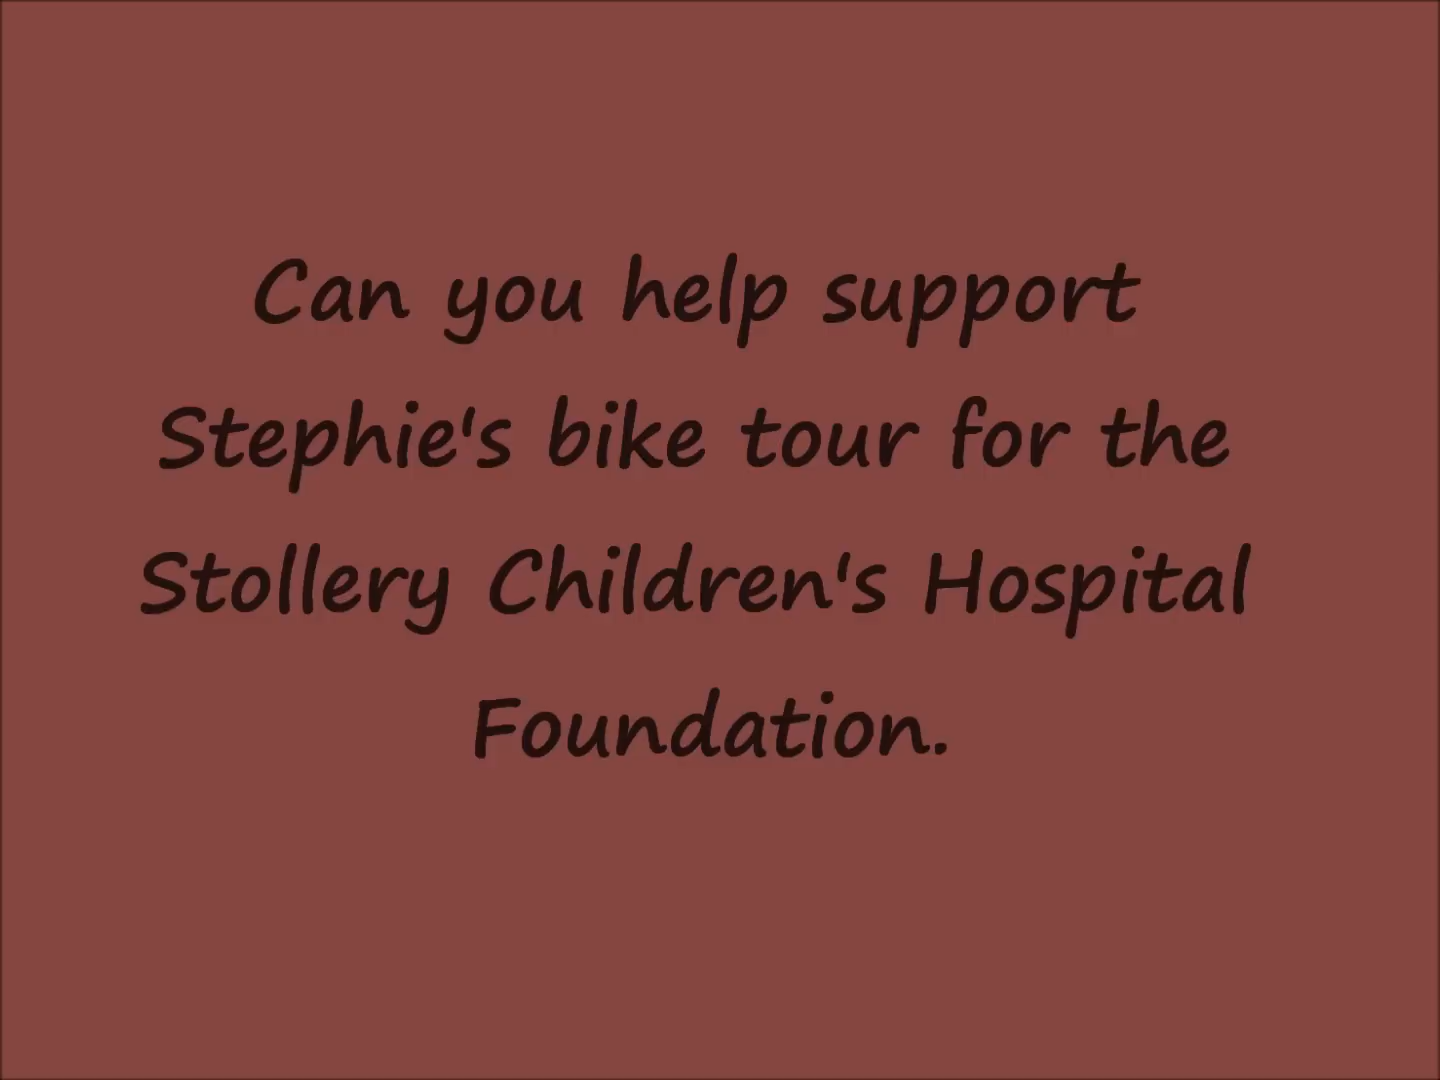 Can you help support
Stephie's bike tour for the
Stollery Children's Hospital
Foundation.